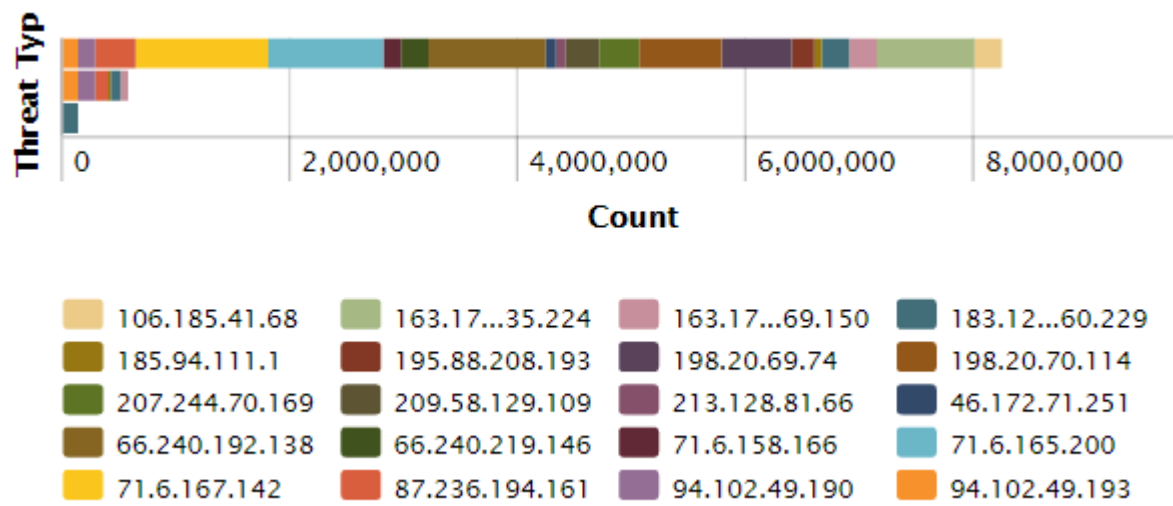 Threat Typ
0 2,000,000 4,000,000 6,000,000 8,000,000
Count
106.185.41.68 163.17...35.224 163.17...69.150 183.12...60.229
185.94.111.1 195.88.208.193 198.20.69.74 198.20.70.114
207.244.70.169 209.58.129.109 213.128.81.66 46.172.71.251
66.240.192.138 66.240.219.146 71.6.158.166 71.6.165.200
71.6.167.142 87.236.194.161 94.102.49.190 94.102.49.193